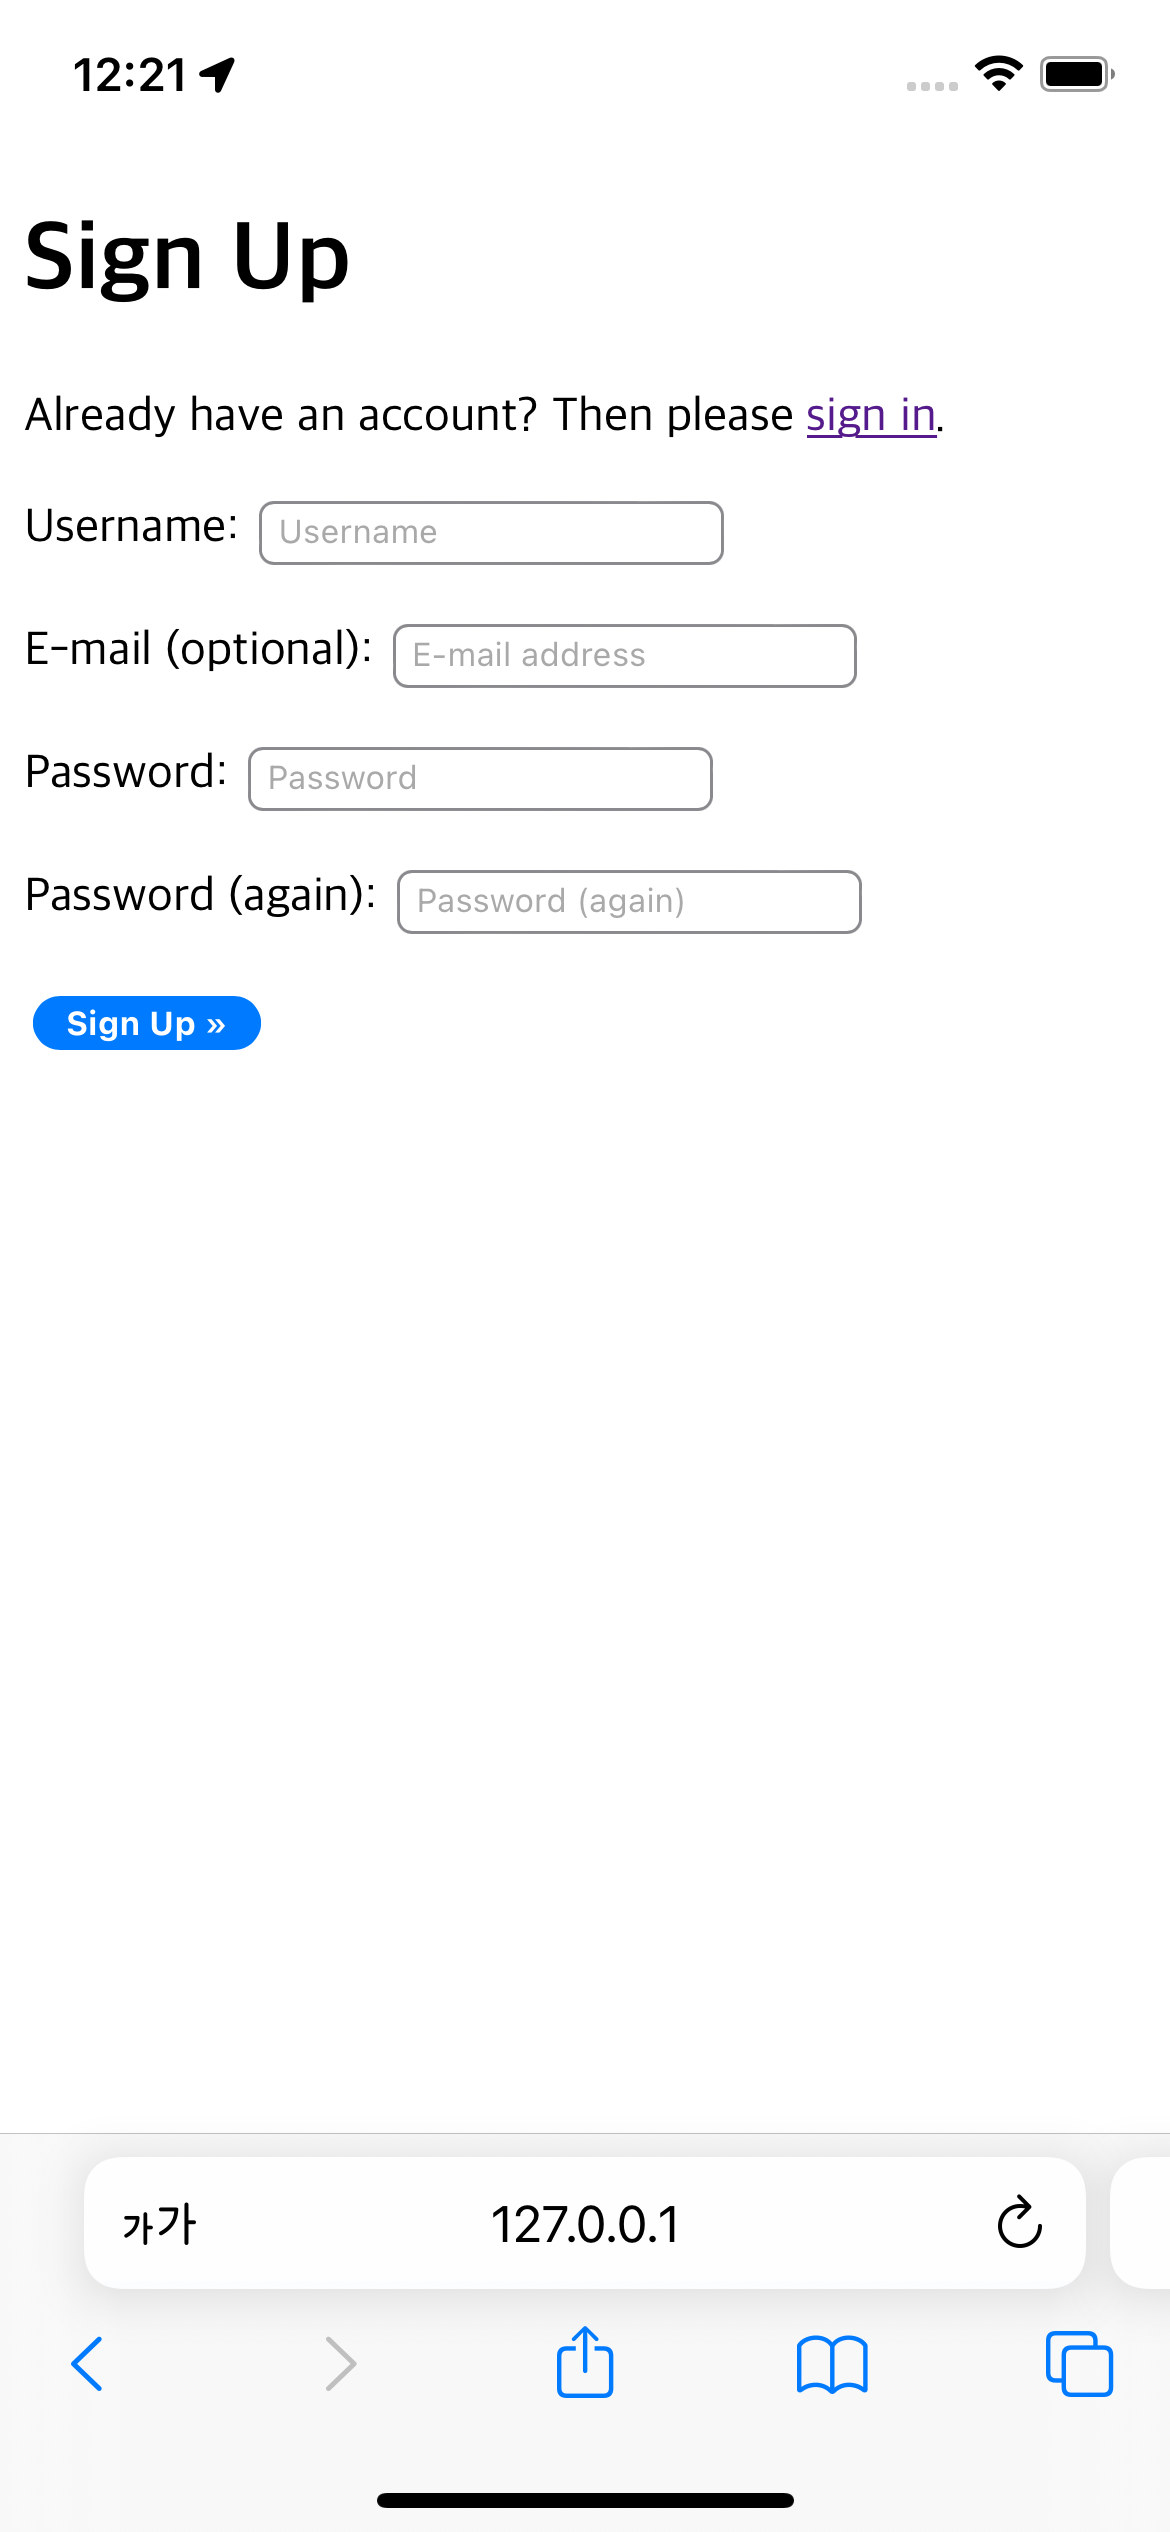 12:21
Sign Up
Already have an account? Then please sign in.
Username: Username
E-mail (optional): E-mail address
Password: Password
Password (again): Password (again)
Sign Up »
가가 127.0.0.1